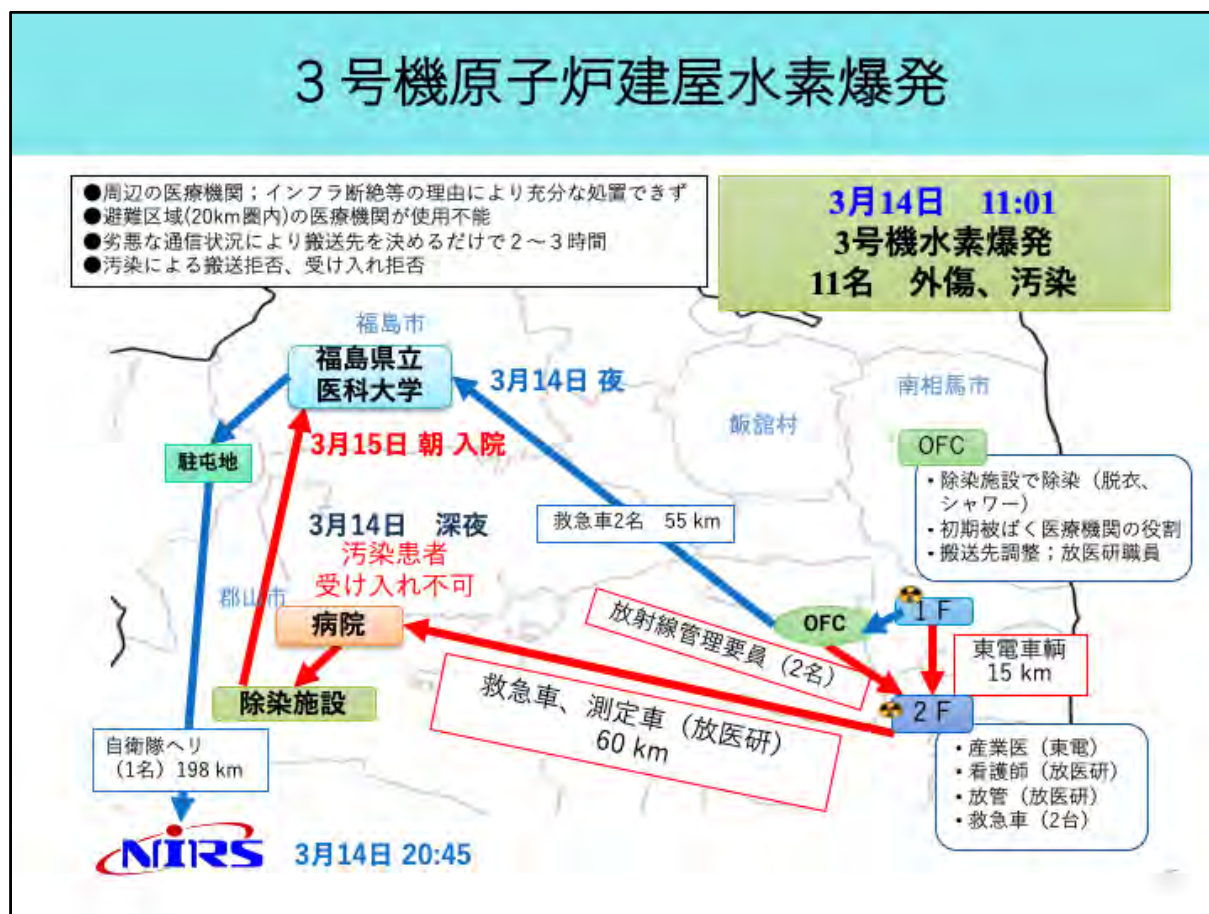 ３号機原子炉建屋水素爆発
●周辺の医療機関；インフラ断絶等の理由により充分な処置できず
●避難区域(20km圏内)の医療機関が使用不能
●劣悪な通信状況により搬送先を決めるだけで２～３時間
●汚染による搬送拒否、受け入れ拒否
3月14日　11:01
3号機水素爆発
11名　外傷、汚染
福島市
福島県立
医科大学
3月14日 夜
南相馬市
飯舘村
駐屯地
3月15日 朝 入院
OFC
・除染施設で除染（脱衣、
シャワー）
・初期被ばく医療機関の役割
・搬送先調整；放医研職員
救急車2名　55 km
3月14日　深夜
汚染患者
受け入れ不可
郡山市
病院
放射線管理要員（2名）
OFC
１F
東電車輌
15 km
除染施設
救急車、測定車（放医研）
60 km
２F
自衛隊ヘリ
（1名）198 km
・産業医（東電）
・看護師（放医研）
・放管（放医研）
・救急車（2台）
NIRS
3月14日 20:45